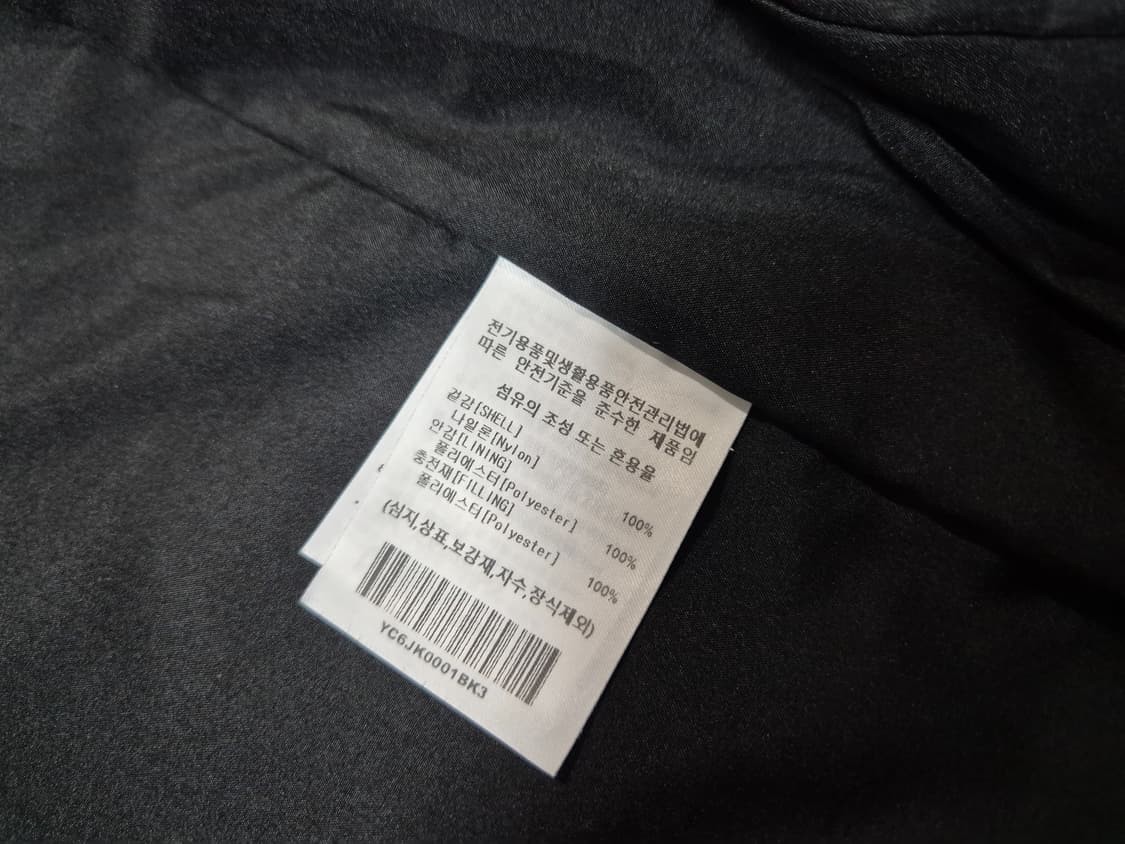 전기용품및생활용품안전관리법에
따른 안전기준을 준수한 제품임
섬유의 조성 또는 혼용율
겉감[SHELL]
나일론[Nylon] 100%
안감[LINING]
폴리에스터[Polyester] 100%
충전재[FILLING]
폴리에스터[Polyester] 100%
(심지,상표,보강재,자수,장식제외)
YC6JK0001BK3